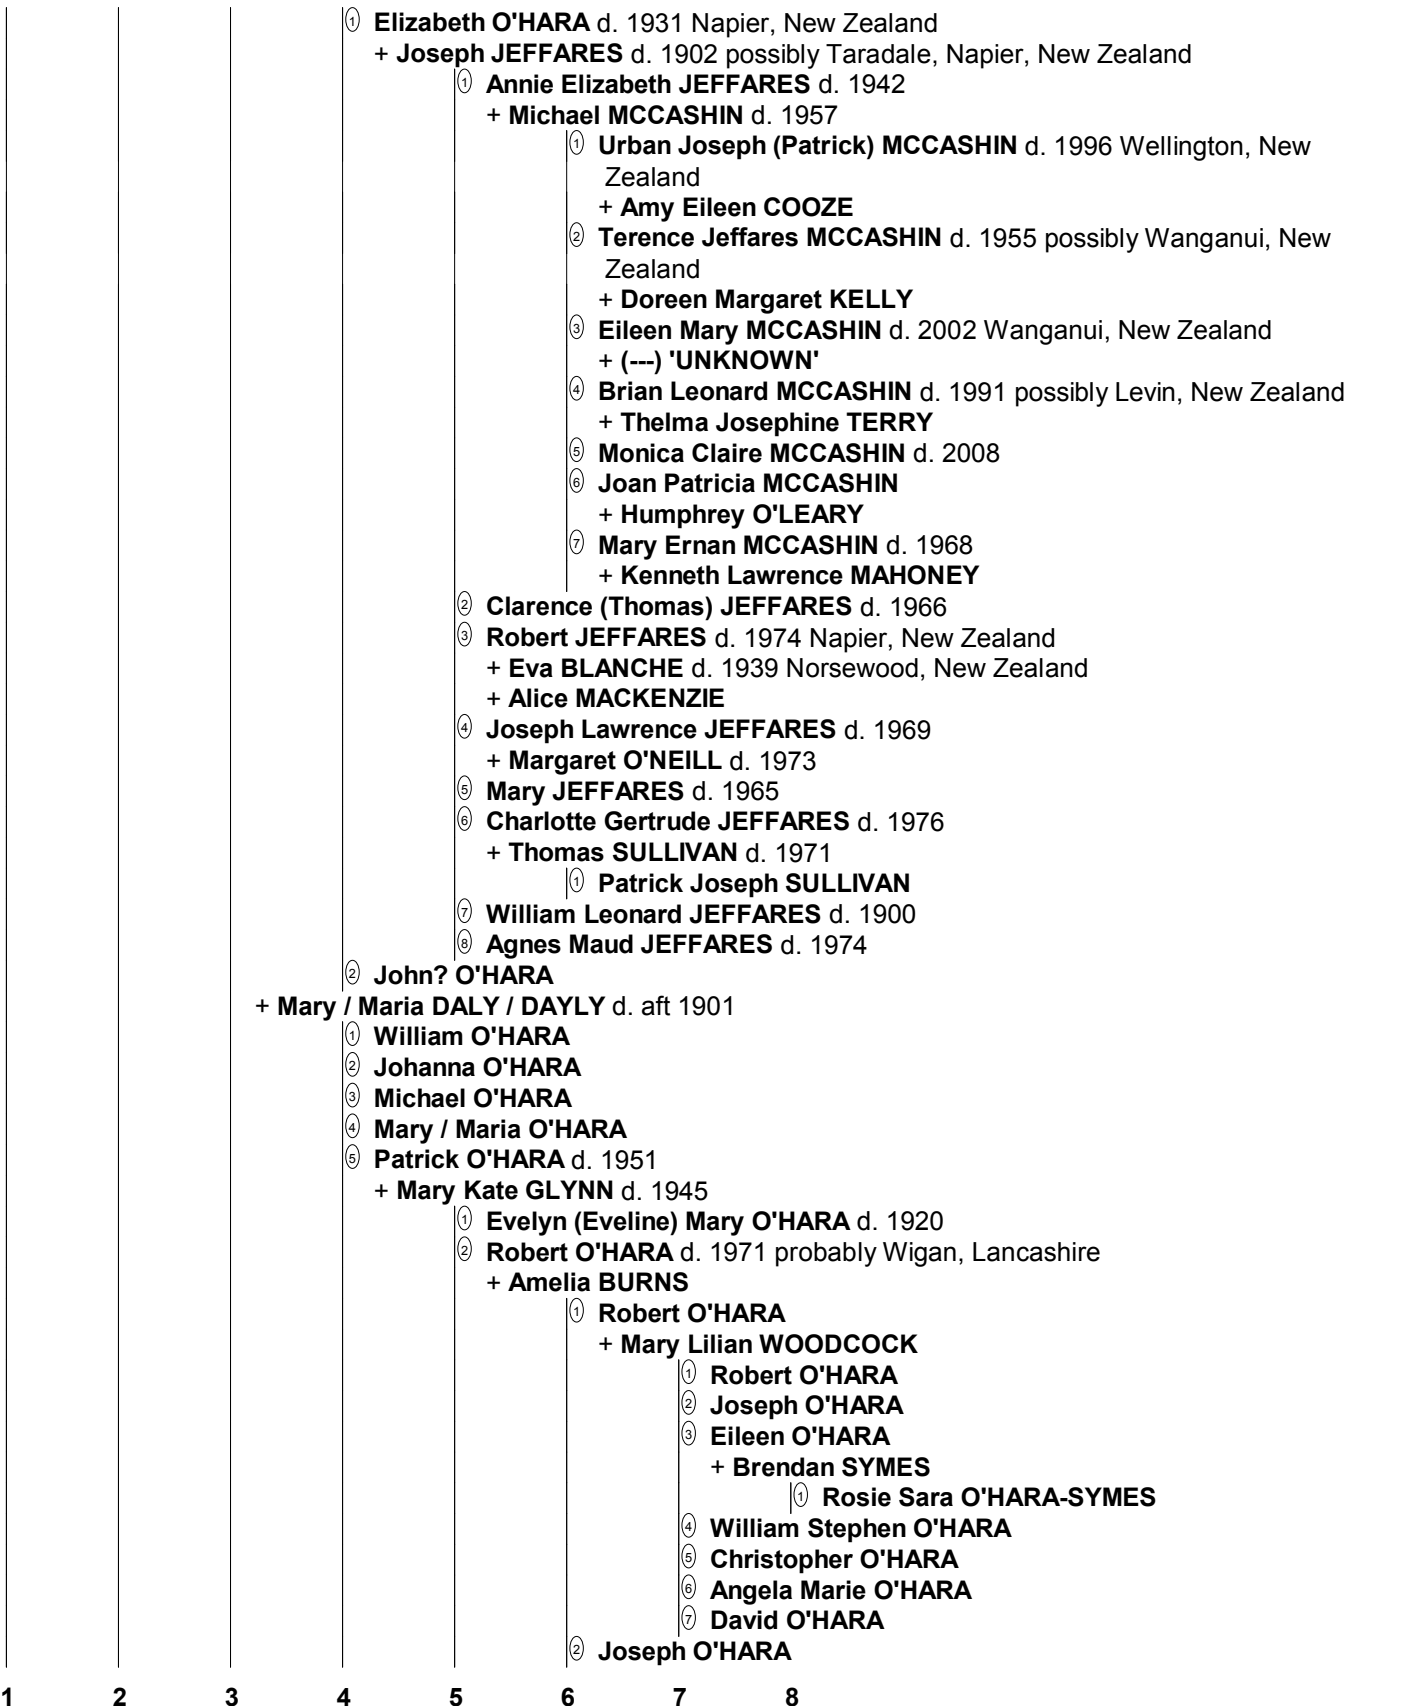 ① Elizabeth O'HARA d. 1931 Napier, New Zealand
+ Joseph JEFFARES d. 1902 possibly Taradale, Napier, New Zealand
① Annie Elizabeth JEFFARES d. 1942
+ Michael MCCASHIN d. 1957
① Urban Joseph (Patrick) MCCASHIN d. 1996 Wellington, New
Zealand
+ Amy Eileen COOZE
② Terence Jeffares MCCASHIN d. 1955 possibly Wanganui, New
Zealand
+ Doreen Margaret KELLY
③ Eileen Mary MCCASHIN d. 2002 Wanganui, New Zealand
+ (---) 'UNKNOWN'
④ Brian Leonard MCCASHIN d. 1991 possibly Levin, New Zealand
+ Thelma Josephine TERRY
⑤ Monica Claire MCCASHIN d. 2008
⑥ Joan Patricia MCCASHIN
+ Humphrey O'LEARY
⑦ Mary Ernan MCCASHIN d. 1968
+ Kenneth Lawrence MAHONEY
② Clarence (Thomas) JEFFARES d. 1966
③ Robert JEFFARES d. 1974 Napier, New Zealand
+ Eva BLANCHE d. 1939 Norsewood, New Zealand
+ Alice MACKENZIE
④ Joseph Lawrence JEFFARES d. 1969
+ Margaret O'NEILL d. 1973
⑤ Mary JEFFARES d. 1965
⑥ Charlotte Gertrude JEFFARES d. 1976
+ Thomas SULLIVAN d. 1971
① Patrick Joseph SULLIVAN
⑦ William Leonard JEFFARES d. 1900
⑧ Agnes Maud JEFFARES d. 1974
② John? O'HARA
+ Mary / Maria DALY / DAYLY d. aft 1901
① William O'HARA
② Johanna O'HARA
③ Michael O'HARA
④ Mary / Maria O'HARA
⑤ Patrick O'HARA d. 1951
+ Mary Kate GLYNN d. 1945
① Evelyn (Eveline) Mary O'HARA d. 1920
② Robert O'HARA d. 1971 probably Wigan, Lancashire
+ Amelia BURNS
① Robert O'HARA
+ Mary Lilian WOODCOCK
① Robert O'HARA
② Joseph O'HARA
③ Eileen O'HARA
+ Brendan SYMES
① Rosie Sara O'HARA-SYMES
④ William Stephen O'HARA
⑤ Christopher O'HARA
⑥ Angela Marie O'HARA
⑦ David O'HARA
② Joseph O'HARA
1 2 3 4 5 6 7 8